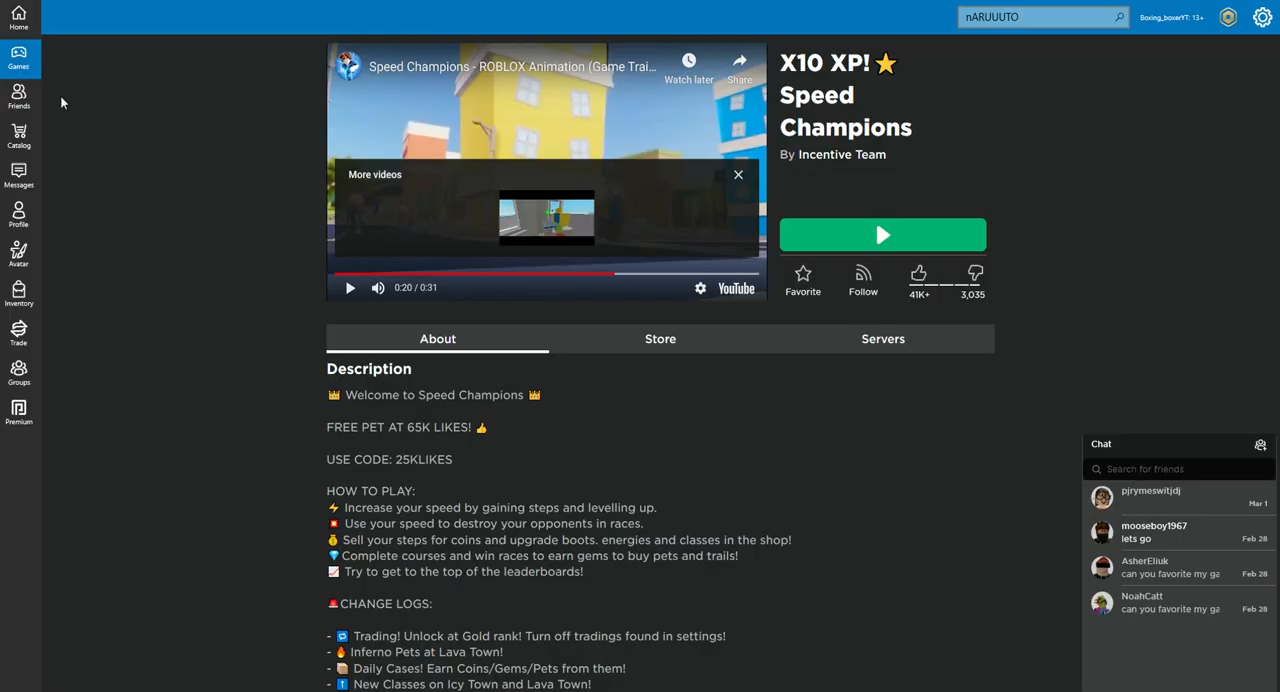 Home
nARUUUTO
Boxing_boxerYT: 13+
Games
Friends
Catalog
Messages
Profile
Avatar
Inventory
Trade
Groups
Premium
Speed Champions - ROBLOX Animation (Game Trai...
Watch later
Share
More videos
0:20 / 0:31
YouTube
X10 XP!⭐
Speed
Champions
By Incentive Team
Favorite
Follow
41K+
3,035
About
Store
Servers
Description
👑 Welcome to Speed Champions 👑
FREE PET AT 65K LIKES! 👍
USE CODE: 25KLIKES
HOW TO PLAY:
⚡ Increase your speed by gaining steps and levelling up.
💥 Use your speed to destroy your opponents in races.
💰 Sell your steps for coins and upgrade boots. energies and classes in the shop!
💎Complete courses and win races to earn gems to buy pets and trails!
📈 Try to get to the top of the leaderboards!
🚨CHANGE LOGS:
- 🔁 Trading! Unlock at Gold rank! Turn off tradings found in settings!
- 🔥 Inferno Pets at Lava Town!
- 📦 Daily Cases! Earn Coins/Gems/Pets from them!
- ⬆ New Classes on Icy Town and Lava Town!
Chat
Search for friends
pjrymeswitjdj
Mar 1
mooseboy1967
lets go
Feb 28
AsherEliuk
can you favorite my ga
Feb 28
NoahCatt
can you favorite my ga
Feb 28